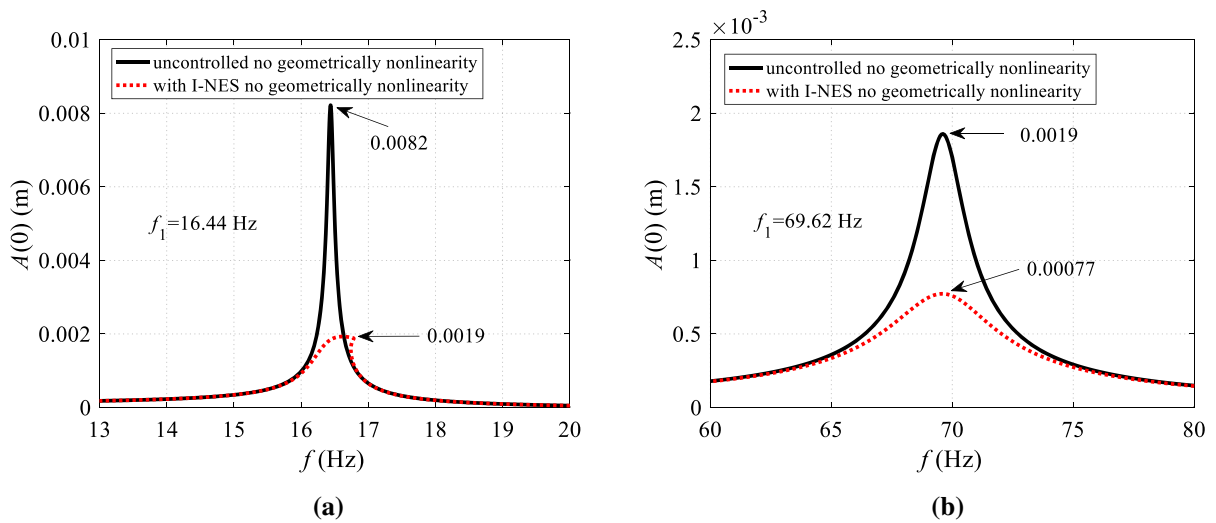 0.01
0.008
0.006
0.004
0.002
0
A(0) (m)
uncontrolled no geometrically nonlinearity
with I-NES no geometrically nonlinearity
0.0082
f1=16.44 Hz
0.0019
13 14 15 16 17 18 19 20
f (Hz)
(a)
×10-3
2.5
2
1.5
1
0.5
0
A(0) (m)
uncontrolled no geometrically nonlinearity
with I-NES no geometrically nonlinearity
0.0019
f1=69.62 Hz
0.00077
60 65 70 75 80
f (Hz)
(b)